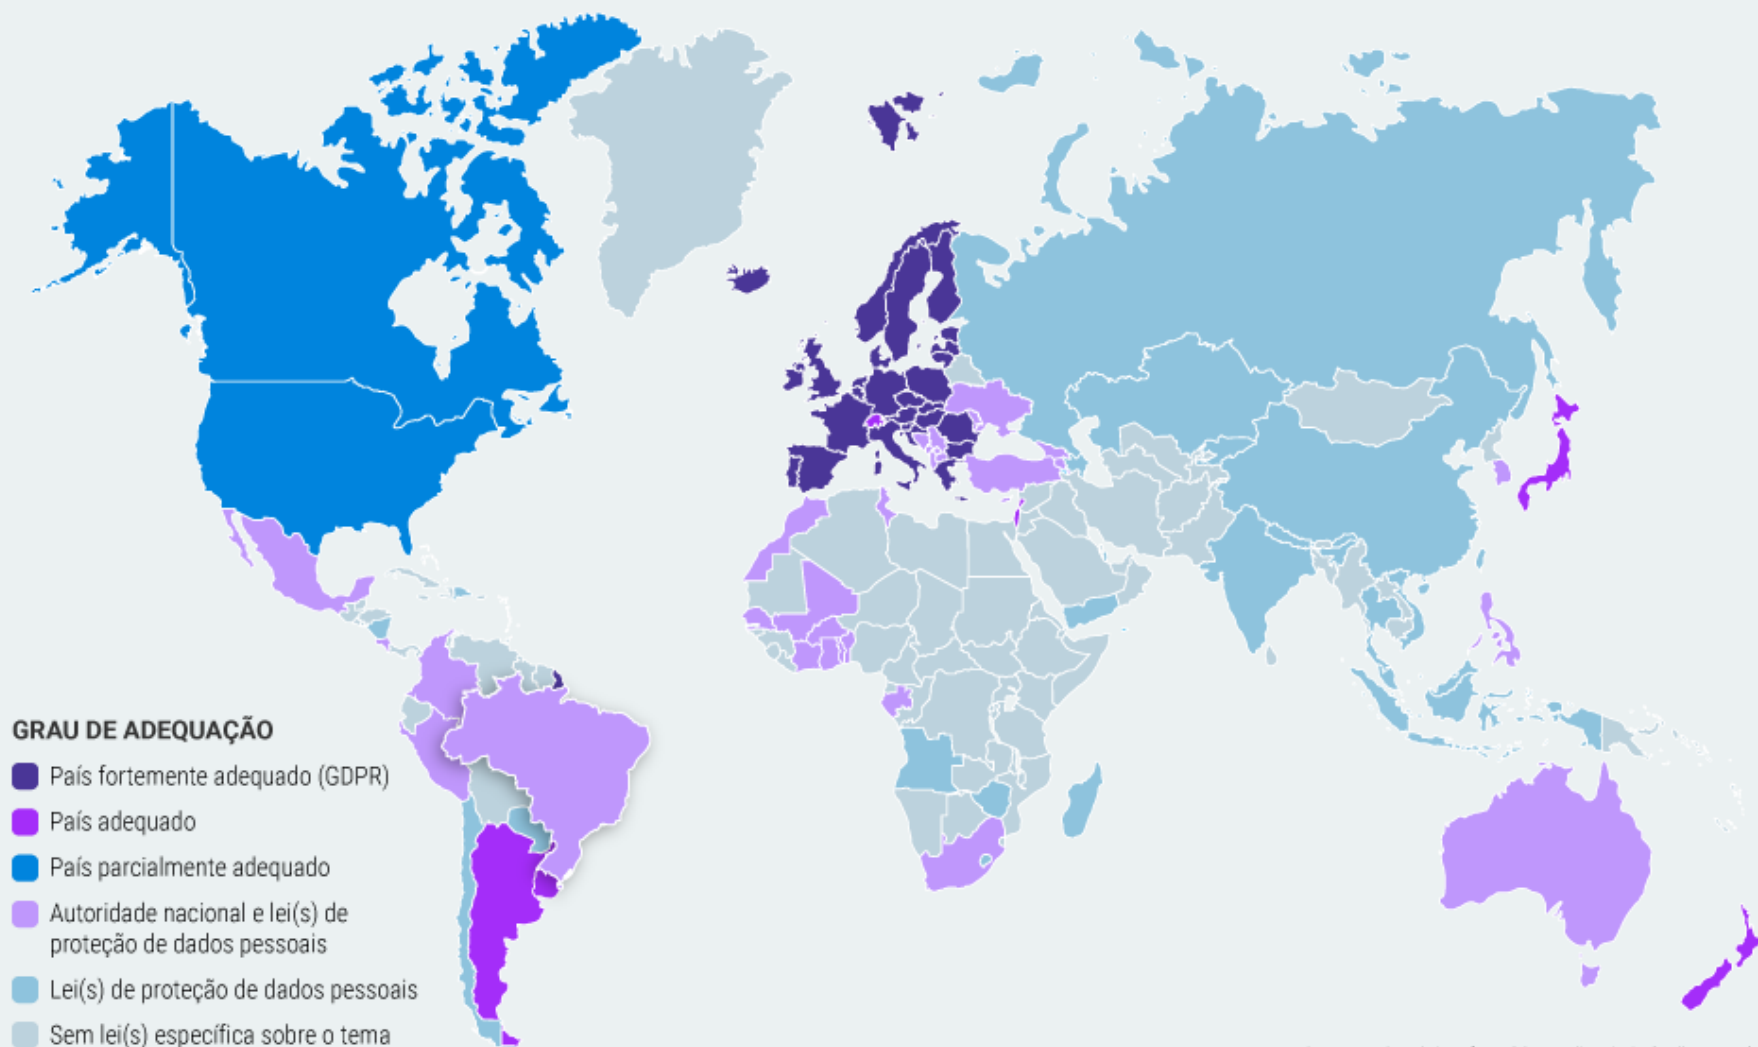 GRAU DE ADEQUAÇÃO
País fortemente adequado (GDPR)
País adequado
País parcialmente adequado
Autoridade nacional e lei(s) de
proteção de dados pessoais
Lei(s) de proteção de dados pessoais
Sem lei(s) específica sobre o tema